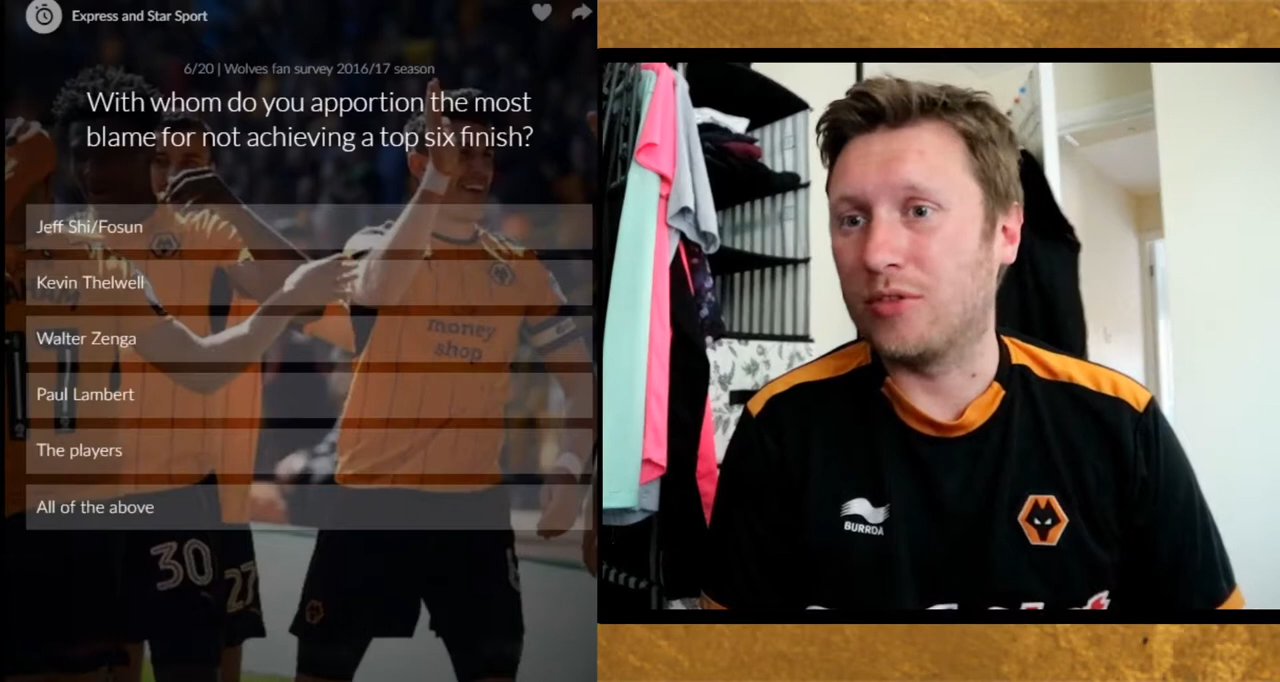 Express and Star Sport
6/20 | Wolves fan survey 2016/17 season
With whom do you apportion the most
blame for not achieving a top six finish?
Jeff Shi/Fosun
Kevin Thelwell
Walter Zenga
Paul Lambert
The players
All of the above
money
shop
30
27
BURRDA